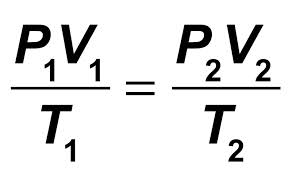 P₁V₁ / T₁ = P₂V₂ / T₂